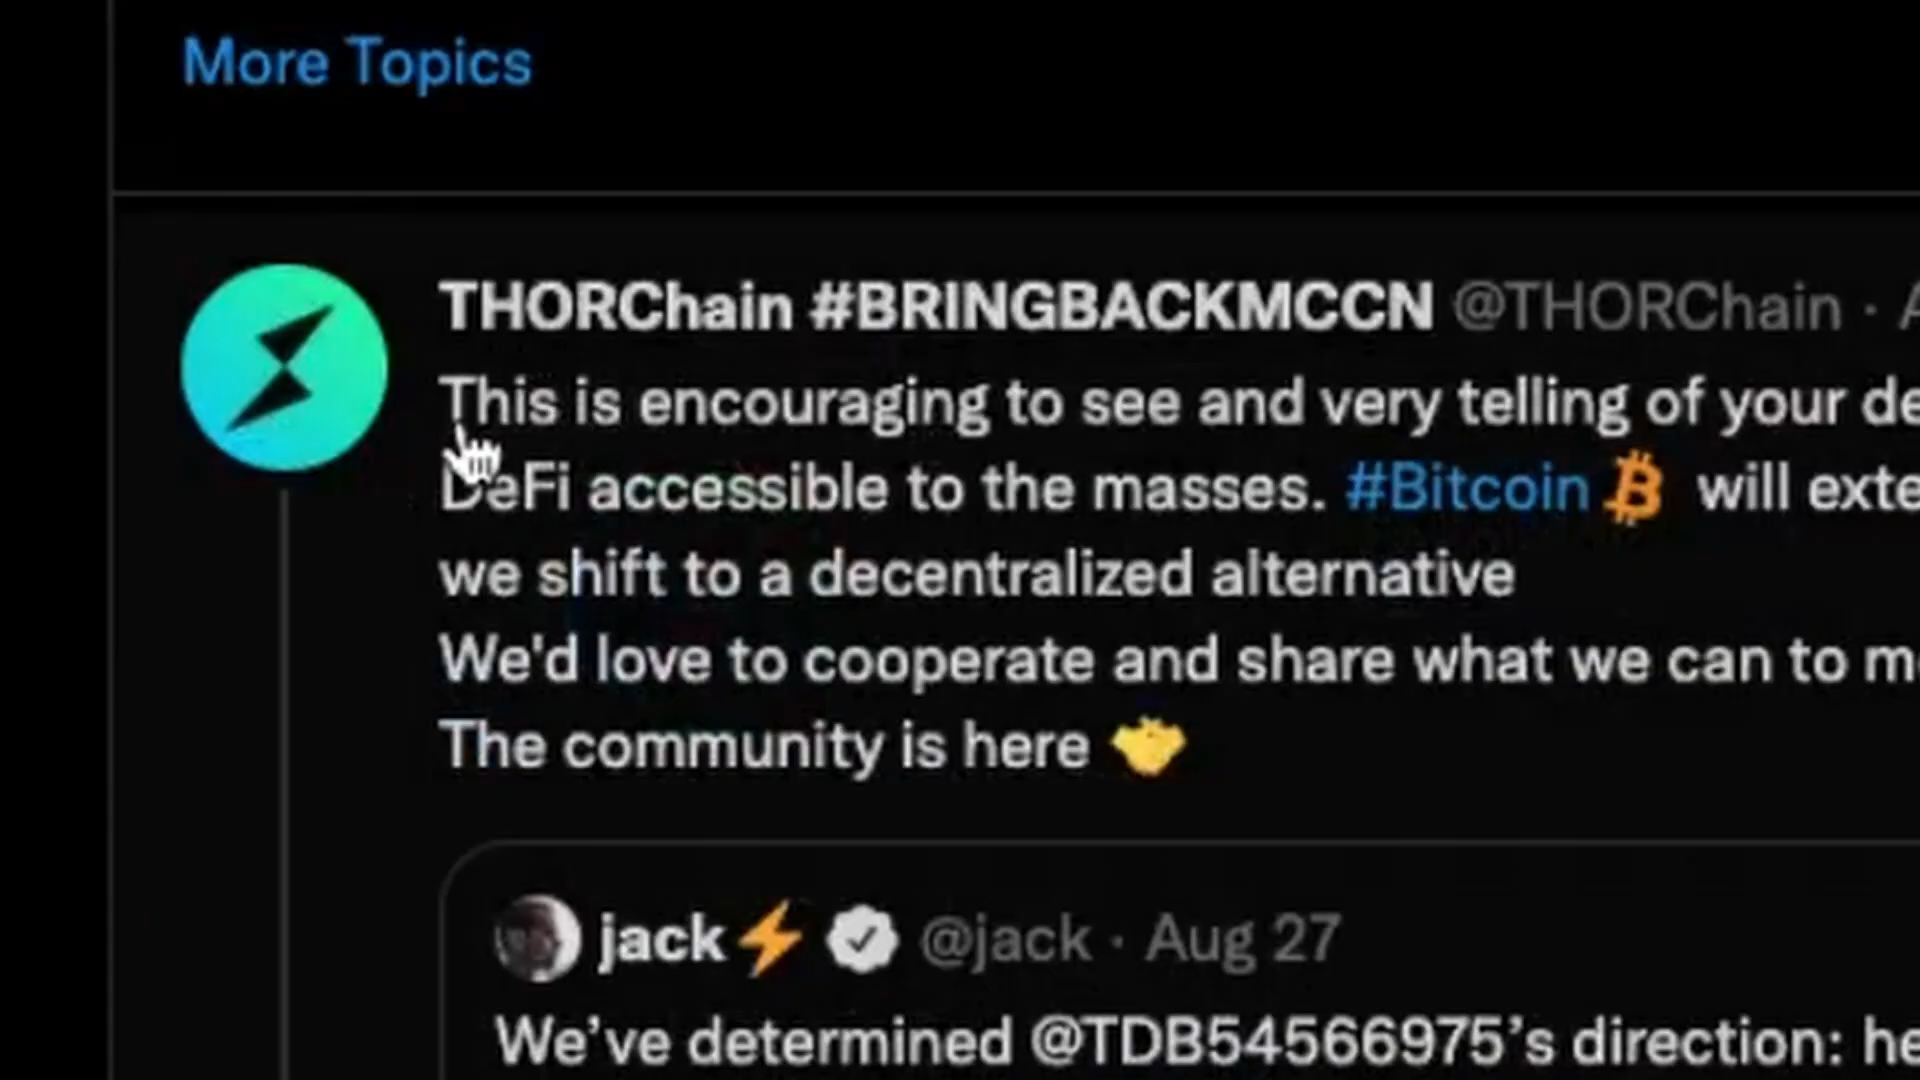 More Topics
THORChain #BRINGBACKMCCN @THORChain ·
This is encouraging to see and very telling of your
DeFi accessible to the masses. #Bitcoin will
we shift to a decentralized alternative
We'd love to cooperate and share what we can to
The community is here
jack @jack · Aug 27
We’ve determined @TDB54566975’s direction: